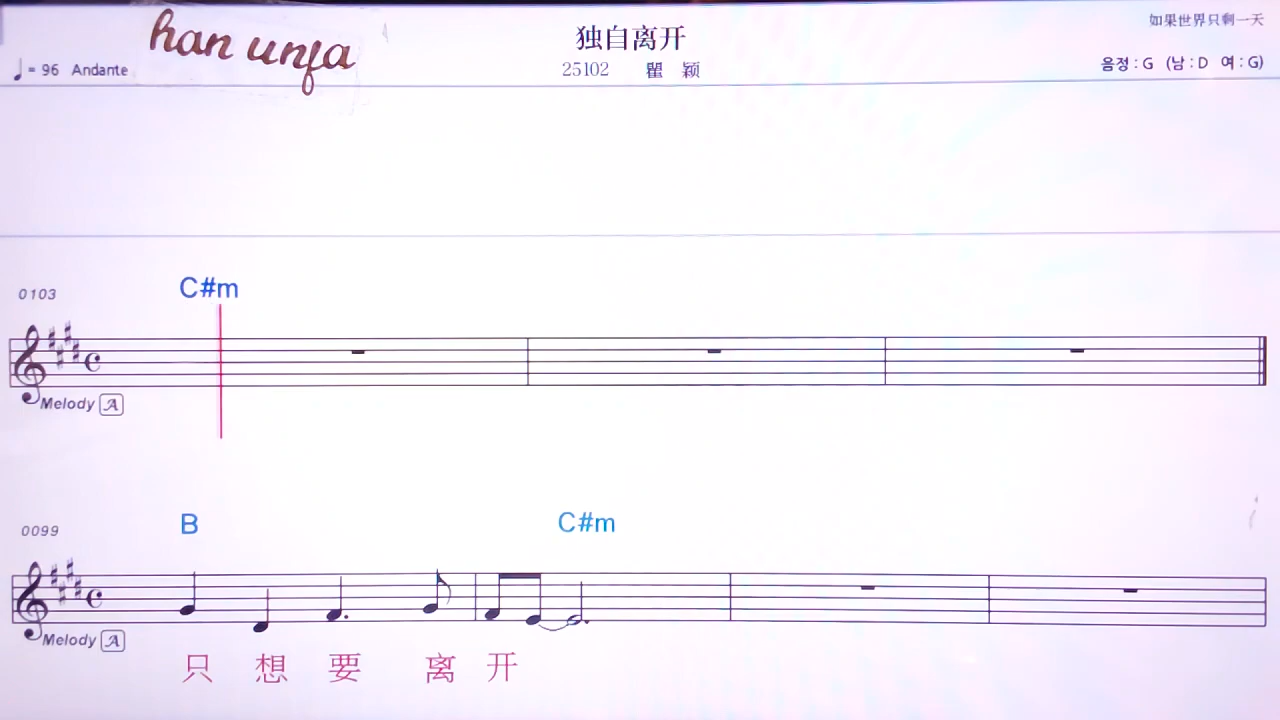 han unfa
独自离开
如果世界只剩一天
♩= 96 Andante
25102 瞿 颖
음정 : G (남 : D 여 : G)
0103
C#m
Melody A
0099
B C#m
Melody A
只 想 要 离 开